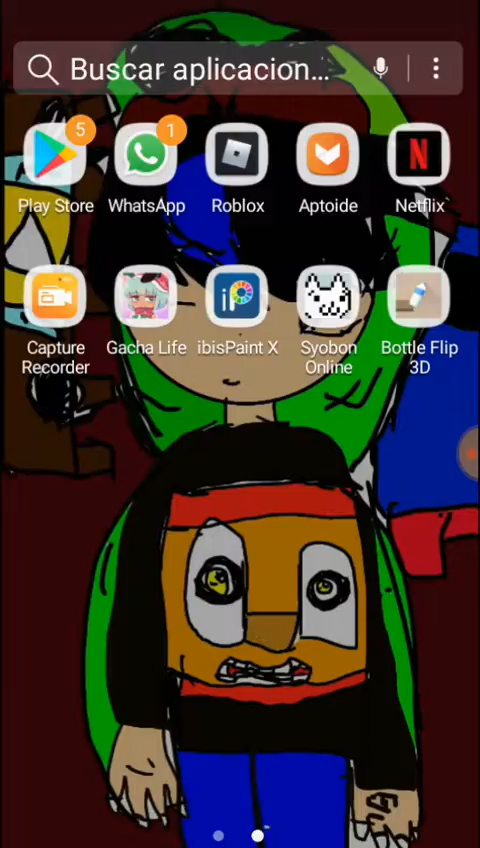 Buscar aplicacion...
5
1
Play Store
WhatsApp
Roblox
Aptoide
Netflix
Capture
Recorder
Gacha Life
ibisPaint X
Syobon
Online
Bottle Flip
3D